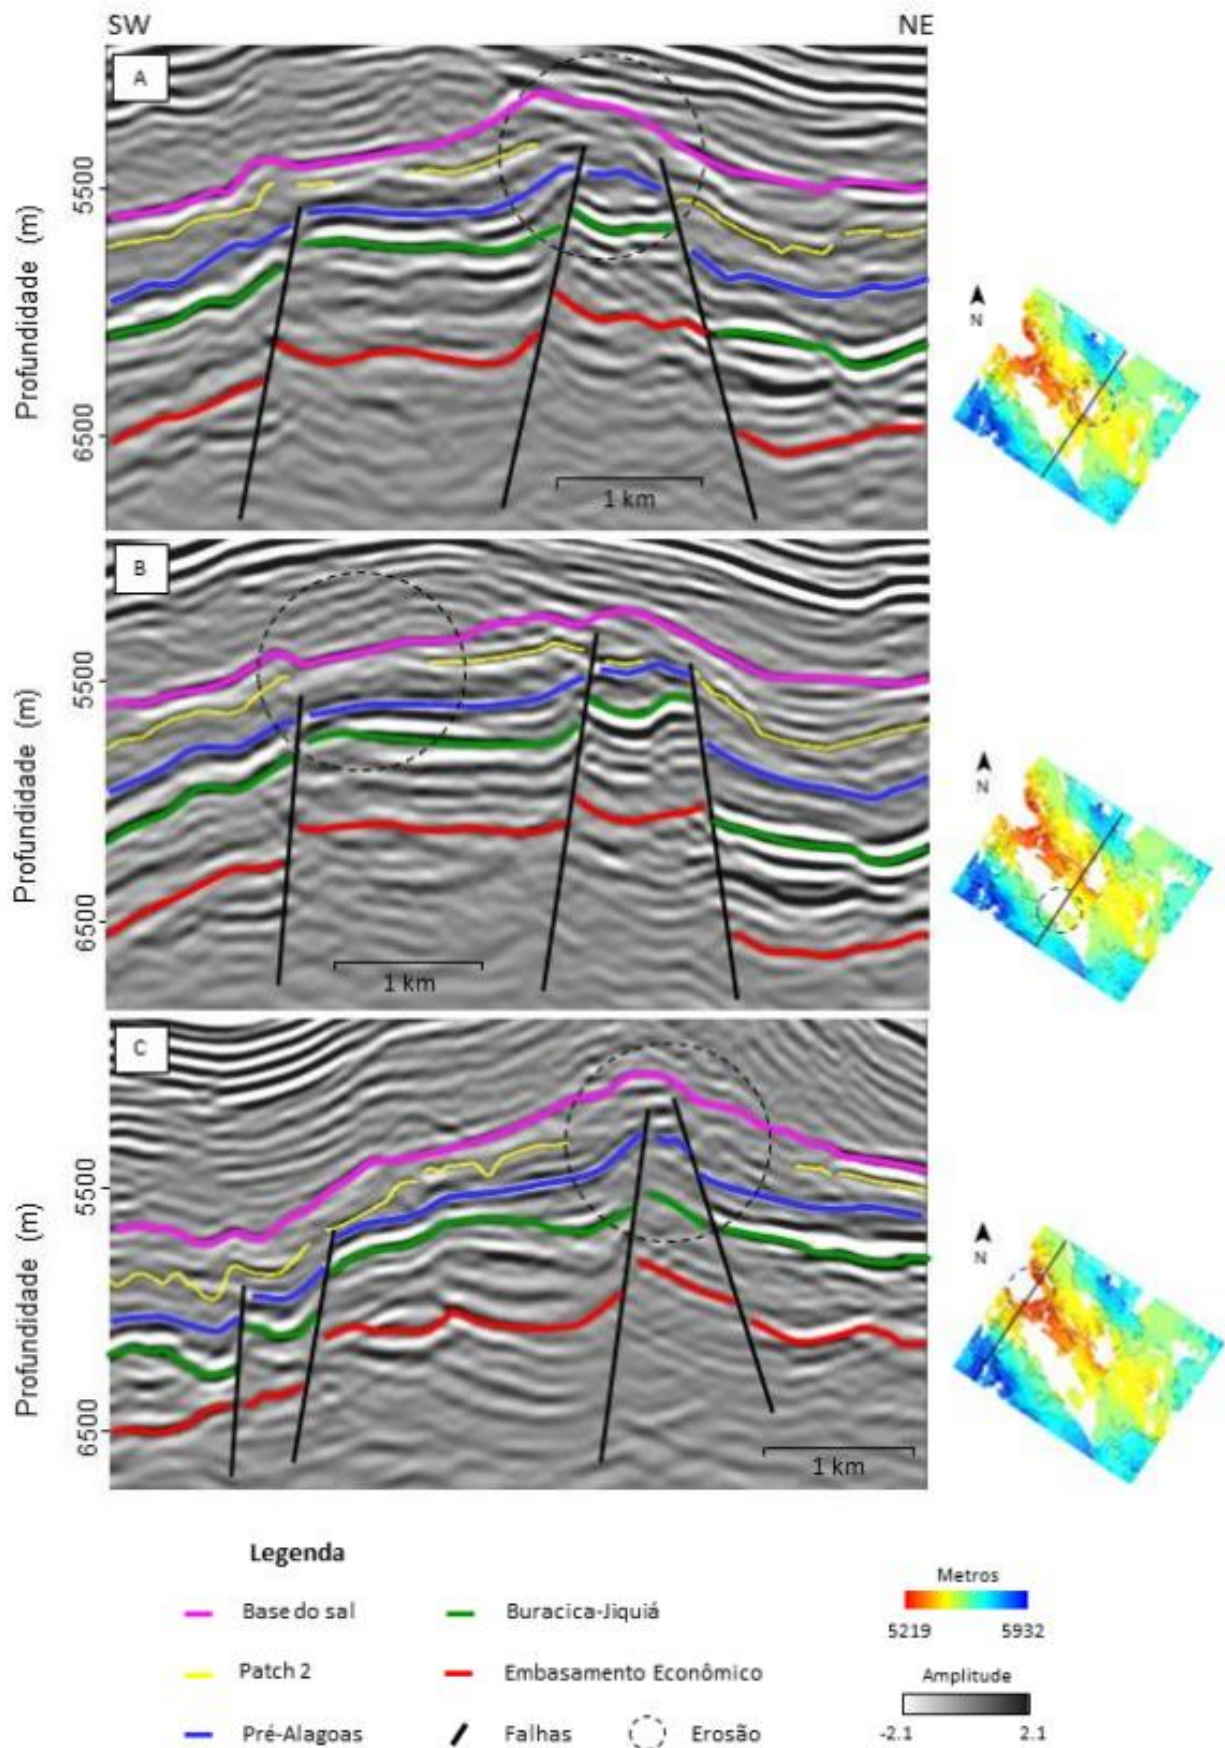 SW NE
A
5500
Profundidade (m)
6500
N
1 km
B
5500
Profundidade (m)
6500
N
1 km
C
5500
Profundidade (m)
6500
N
1 km
Legenda
Base do sal
Buracica-Jiquiá
Patch 2
Embasamento Econômico
Pré-Alagoas
Falhas
Erosão
Metros
5219 5932
Amplitude
-2.1 2.1